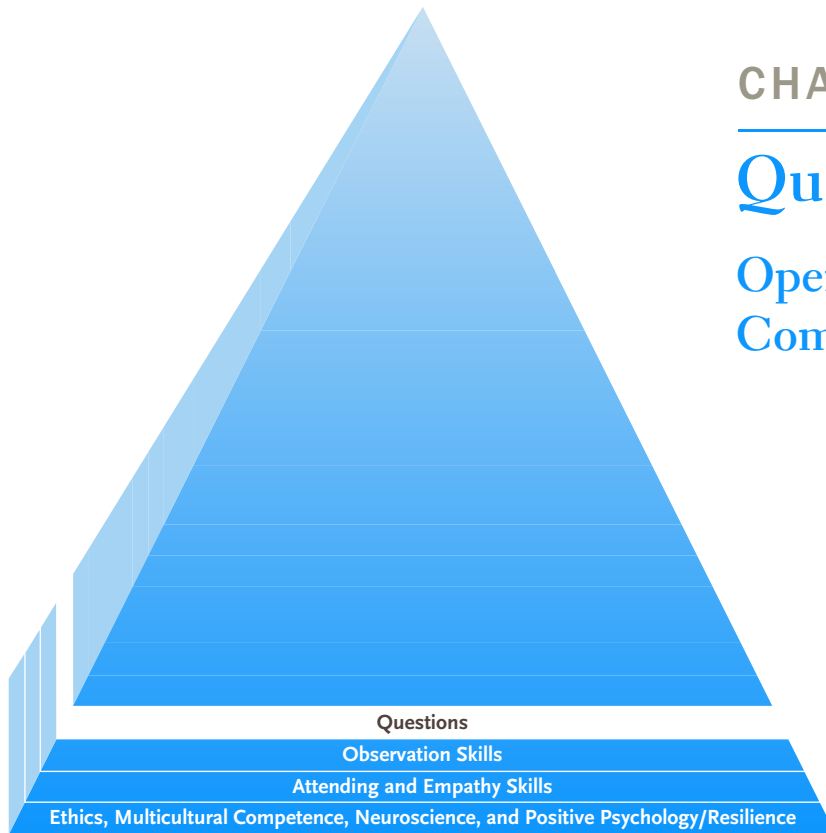 CHA
Qu
Ope
Com
Questions
Observation Skills
Attending and Empathy Skills
Ethics, Multicultural Competence, Neuroscience, and Positive Psychology/Resilience